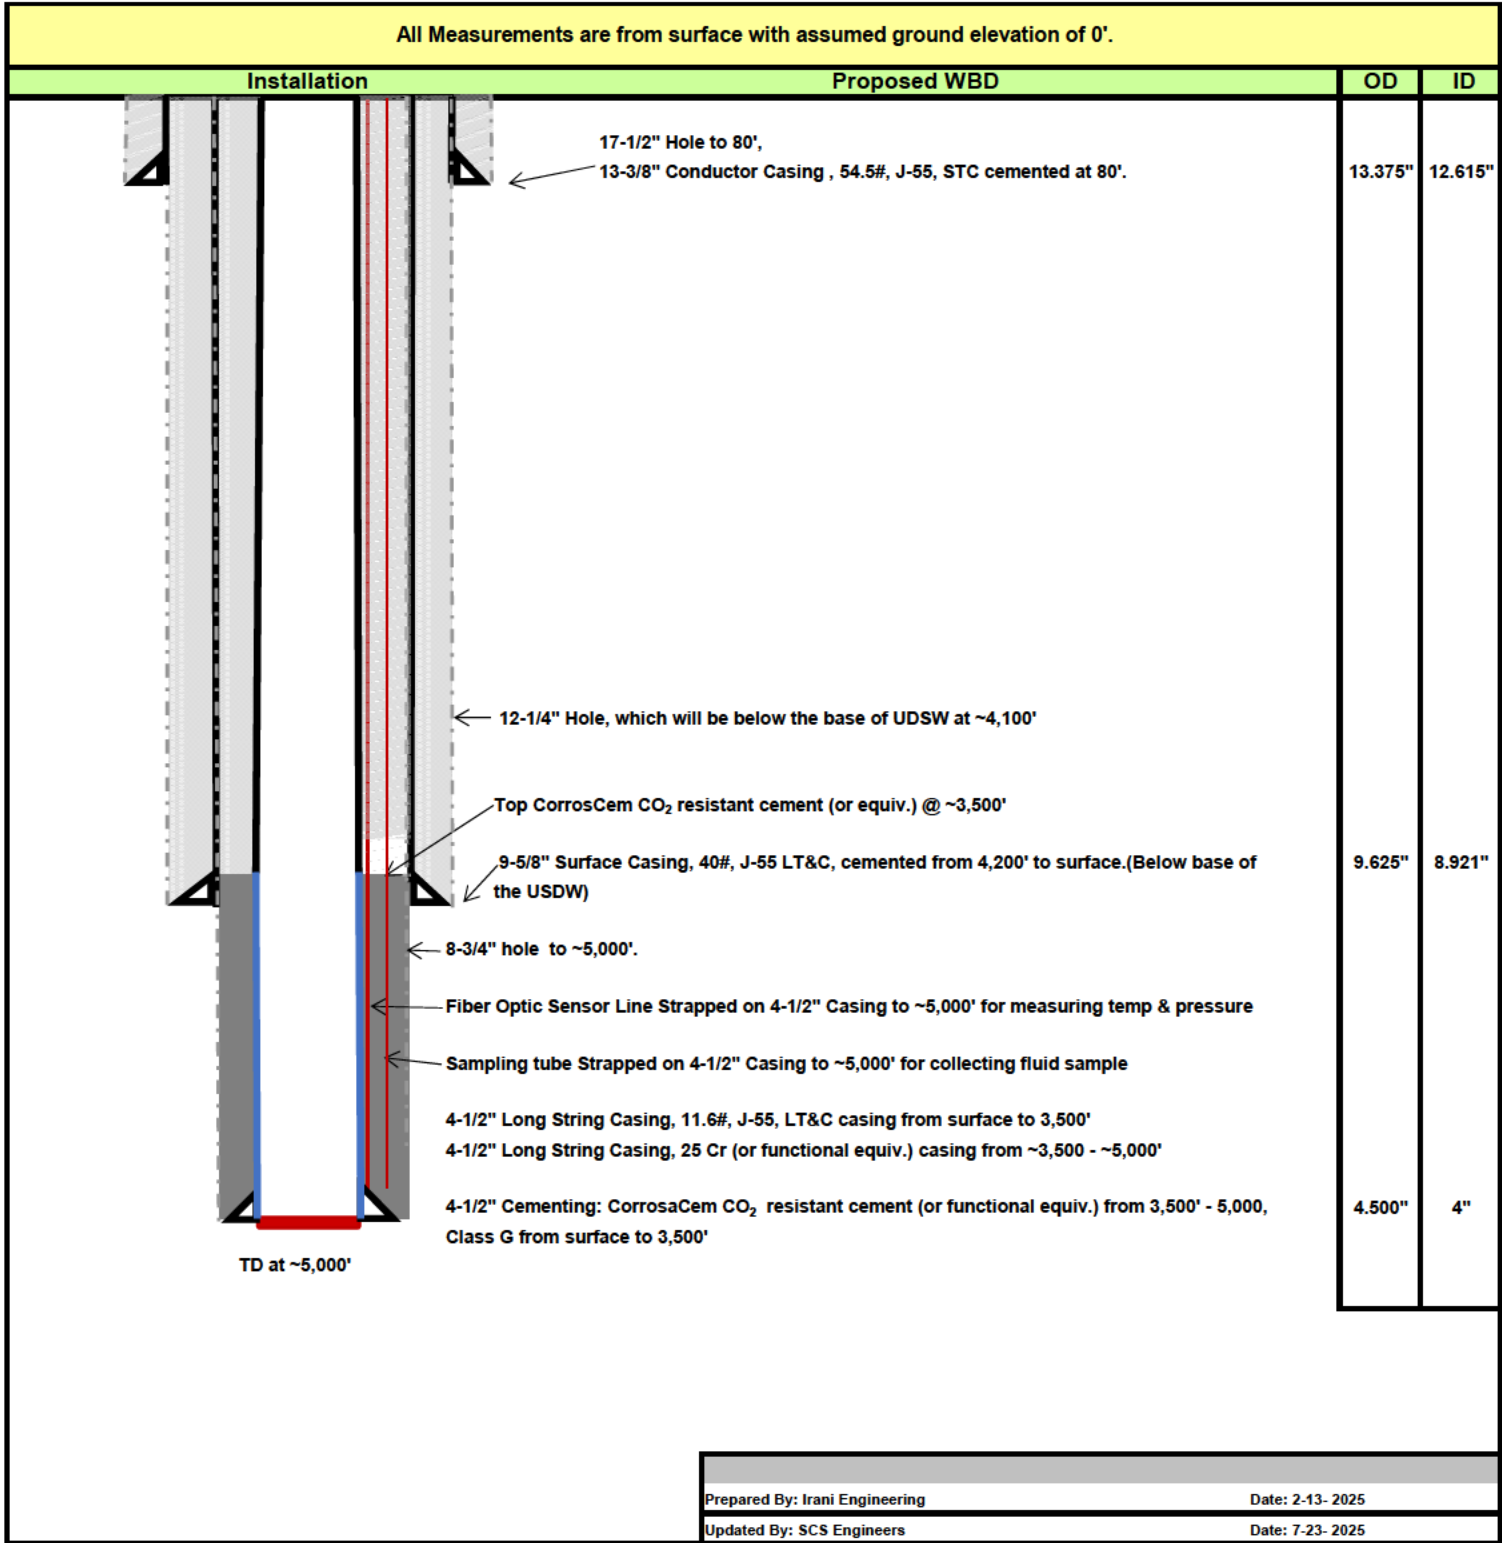 All Measurements are from surface with assumed ground elevation of 0'.
Installation Proposed WBD OD ID
17-1/2" Hole to 80',
13-3/8" Conductor Casing , 54.5#, J-55, STC cemented at 80'. 13.375" 12.615"
12-1/4" Hole, which will be below the base of UDSW at ~4,100'
Top CorrosCem CO₂ resistant cement (or equiv.) @ ~3,500'
9-5/8" Surface Casing, 40#, J-55 LT&C, cemented from 4,200' to surface.(Below base of 9.625" 8.921"
the USDW)
8-3/4" hole to ~5,000'.
Fiber Optic Sensor Line Strapped on 4-1/2" Casing to ~5,000' for measuring temp & pressure
Sampling tube Strapped on 4-1/2" Casing to ~5,000' for collecting fluid sample
4-1/2" Long String Casing, 11.6#, J-55, LT&C casing from surface to 3,500'
4-1/2" Long String Casing, 25 Cr (or functional equiv.) casing from ~3,500 - ~5,000'
4-1/2" Cementing: CorrosaCem CO₂ resistant cement (or functional equiv.) from 3,500' - 5,000, 4.500" 4"
Class G from surface to 3,500'
TD at ~5,000'
Prepared By: Irani Engineering Date: 2-13- 2025
Updated By: SCS Engineers Date: 7-23- 2025